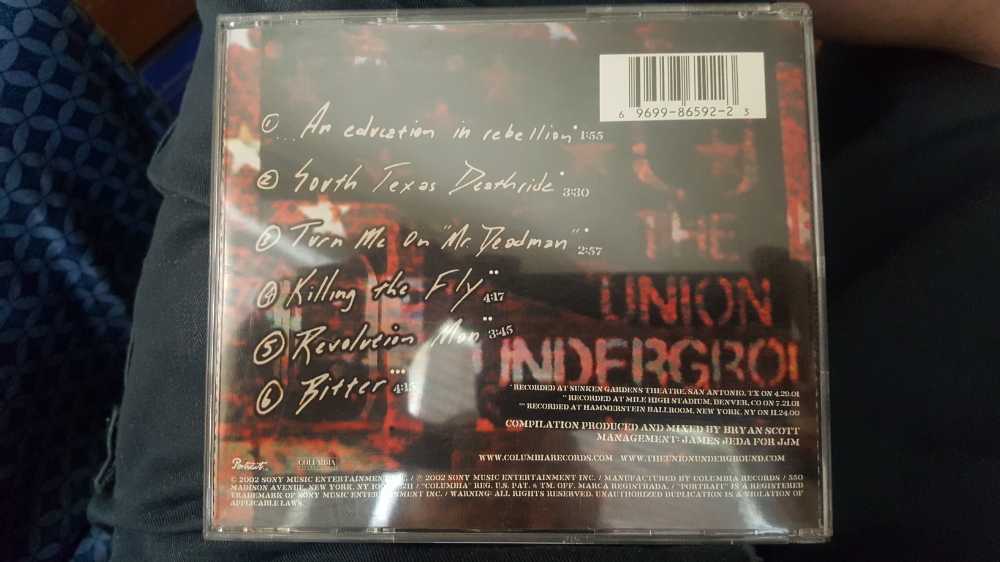 6 9699-86592-2 3
① ...An education in rebellion* 1:55
② South Texas Deathride* 3:30
③ Turn Me On "Mr. Deadman"* 2:57
④ Killing the Fly** 4:17
⑤ Revolution Man** 3:45
⑥ Bitter***
THE
UNION
UNDERGROU
* RECORDED AT SUNKEN GARDENS THEATRE, SAN ANTONIO, TX ON 4.29.01
** RECORDED AT MILE HIGH STADIUM, DENVER, CO ON 7.21.01
*** RECORDED AT HAMMERSTEIN BALLROOM, NEW YORK, NY ON 11.24.00
COMPILATION PRODUCED AND MIXED BY BRYAN SCOTT
MANAGEMENT: JAMES JEDA FOR JJM
WWW.COLUMBIARECORDS.COM WWW.THEUNIONUNDERGROUND.COM
Portrait COLUMBIA
© 2002 SONY MUSIC ENTERTAINMENT INC. / ℗ 2002 SONY MUSIC ENTERTAINMENT INC. / MANUFACTURED BY COLUMBIA RECORDS / 550
MADISON AVENUE, NEW YORK, NY / "COLUMBIA" REG. U.S. PAT. & TM. OFF. MARCA REGISTRADA. / "PORTRAIT" IS A REGISTERED
TRADEMARK OF SONY MUSIC ENTERTAINMENT INC. / WARNING: ALL RIGHTS RESERVED. UNAUTHORIZED DUPLICATION IS A VIOLATION OF
APPLICABLE LAWS.